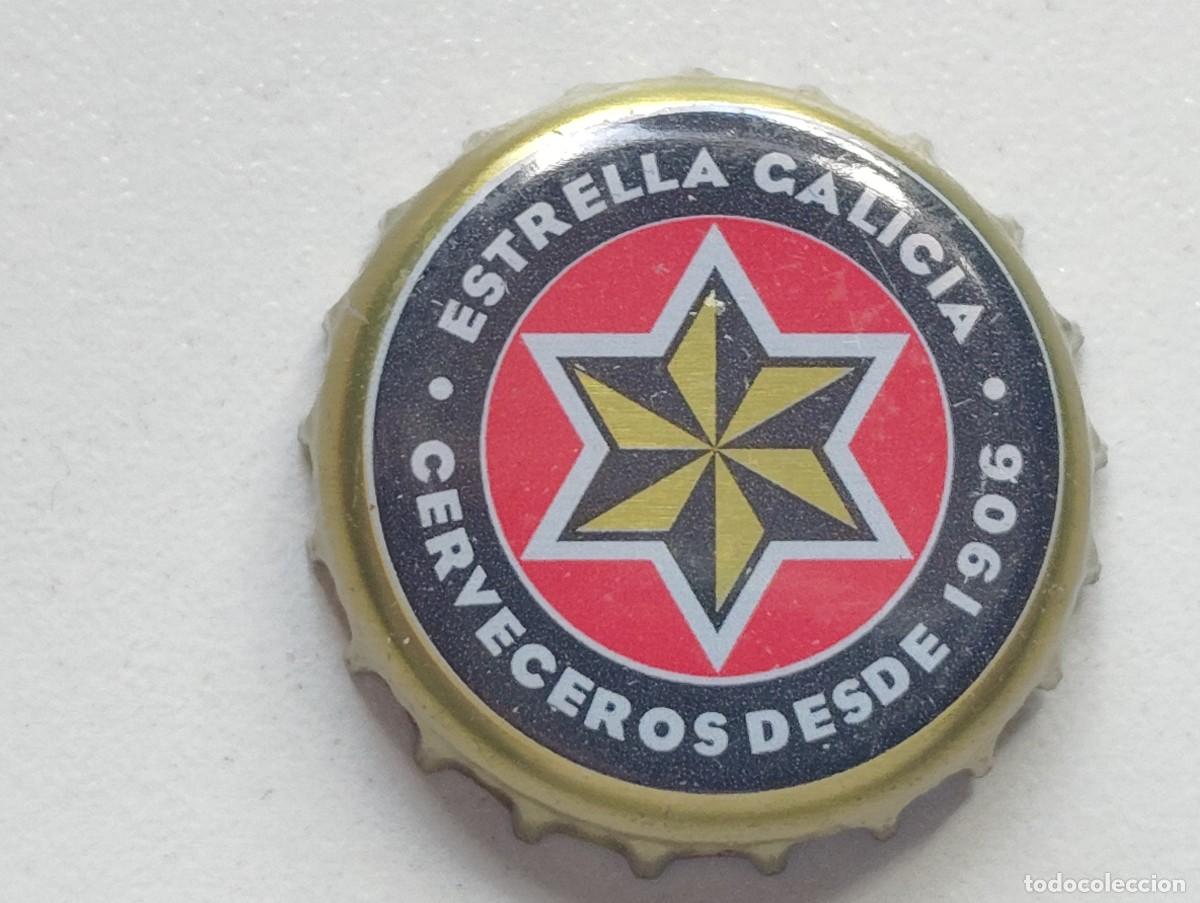 ESTRELLA GALICIA
• CERVECEROS DESDE 1906 •
todocoleccion